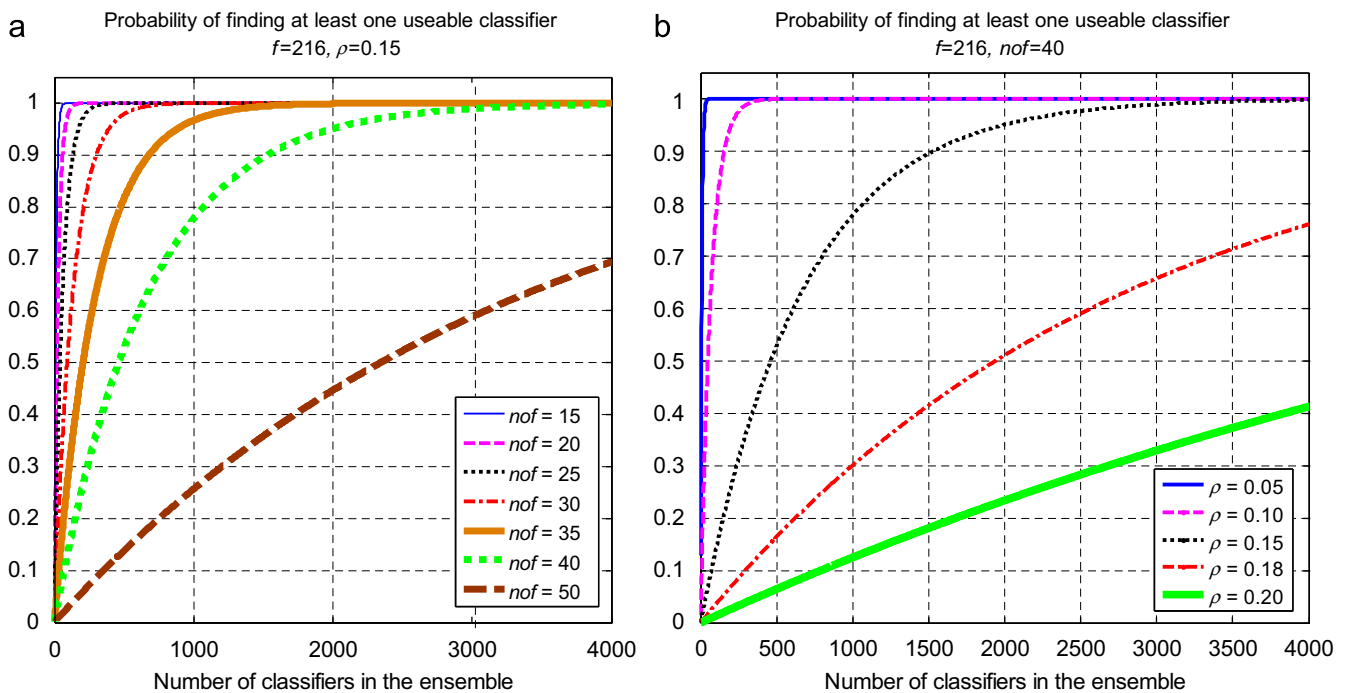 a
Probability of finding at least one useable classifier
f=216, ρ=0.15
1
0.9
0.8
0.7
0.6
0.5
0.4
0.3
0.2
0.1
0
nof = 15
nof = 20
nof = 25
nof = 30
nof = 35
nof = 40
nof = 50
0 1000 2000 3000 4000
Number of classifiers in the ensemble
b
Probability of finding at least one useable classifier
f=216, nof=40
1
0.9
0.8
0.7
0.6
0.5
0.4
0.3
0.2
0.1
0
ρ = 0.05
ρ = 0.10
ρ = 0.15
ρ = 0.18
ρ = 0.20
0 500 1000 1500 2000 2500 3000 3500 4000
Number of classifiers in the ensemble